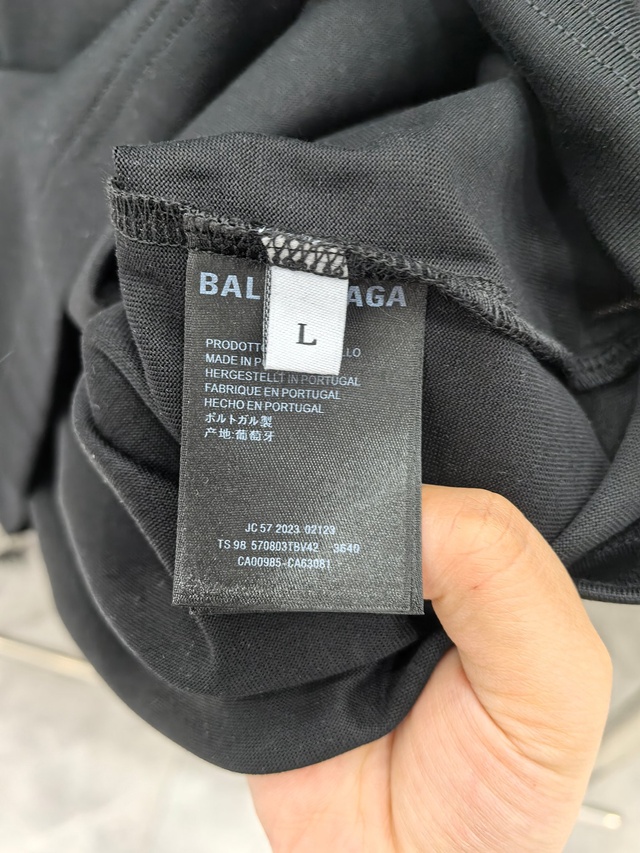 BAL AGA
L
PRODOTTO LLO
MADE IN P
HERGESTELLT IN PORTUGAL
FABRIQUE EN PORTUGAL
HECHO EN PORTUGAL
ポルトガル製
产地:葡萄牙
JC 57 2023 02129
TS 98 570803TBV42 3640
CA00985-CA63081